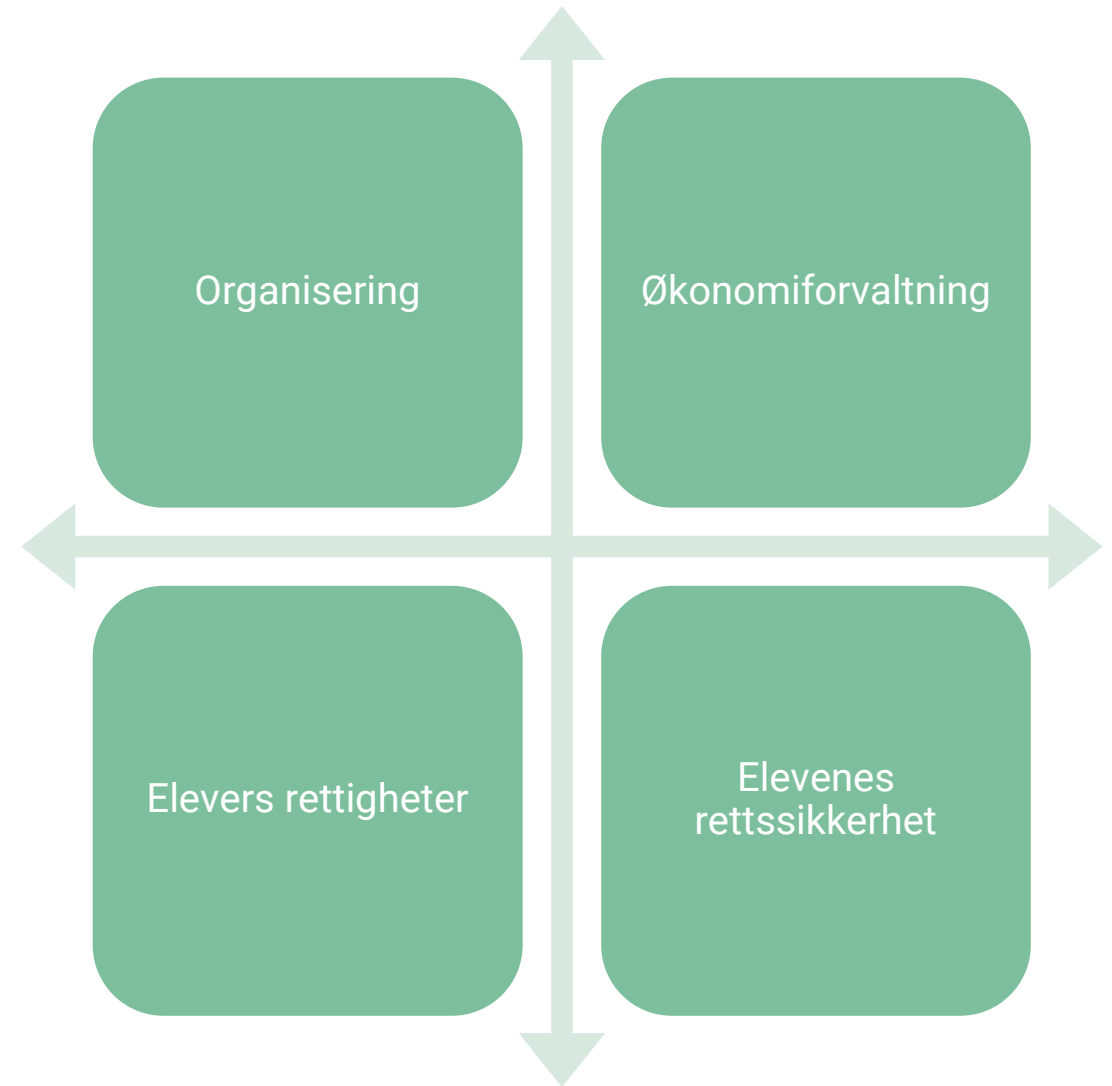 Organisering
Økonomiforvaltning
Elevers rettigheter
Elevenes
rettssikkerhet